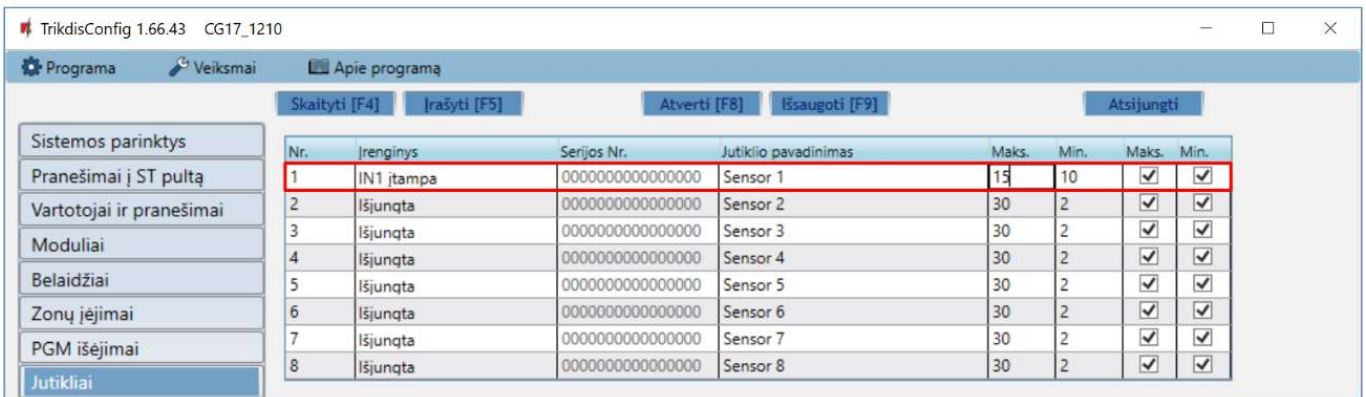 TrikdisConfig 1.66.43 CG17_1210
Programa Veiksmai Apie programą
Skaityti [F4] Įrašyti [F5] Atverti [F8] Išsaugoti [F9] Atsijungti
Sistemos parinktys
Pranešimai į ST pultą
Vartotojai ir pranešimai
Moduliai
Belaidžiai
Zonų įėjimai
PGM išėjimai
Jutikliai
Nr. Įrenginys Serijos Nr. Jutiklio pavadinimas Maks. Min. Maks. Min.
1 IN1 įtampa 0000000000000000 Sensor 1 15 10
2 Išjungta 0000000000000000 Sensor 2 30 2
3 Išjungta 0000000000000000 Sensor 3 30 2
4 Išjungta 0000000000000000 Sensor 4 30 2
5 Išjungta 0000000000000000 Sensor 5 30 2
6 Išjungta 0000000000000000 Sensor 6 30 2
7 Išjungta 0000000000000000 Sensor 7 30 2
8 Išjungta 0000000000000000 Sensor 8 30 2